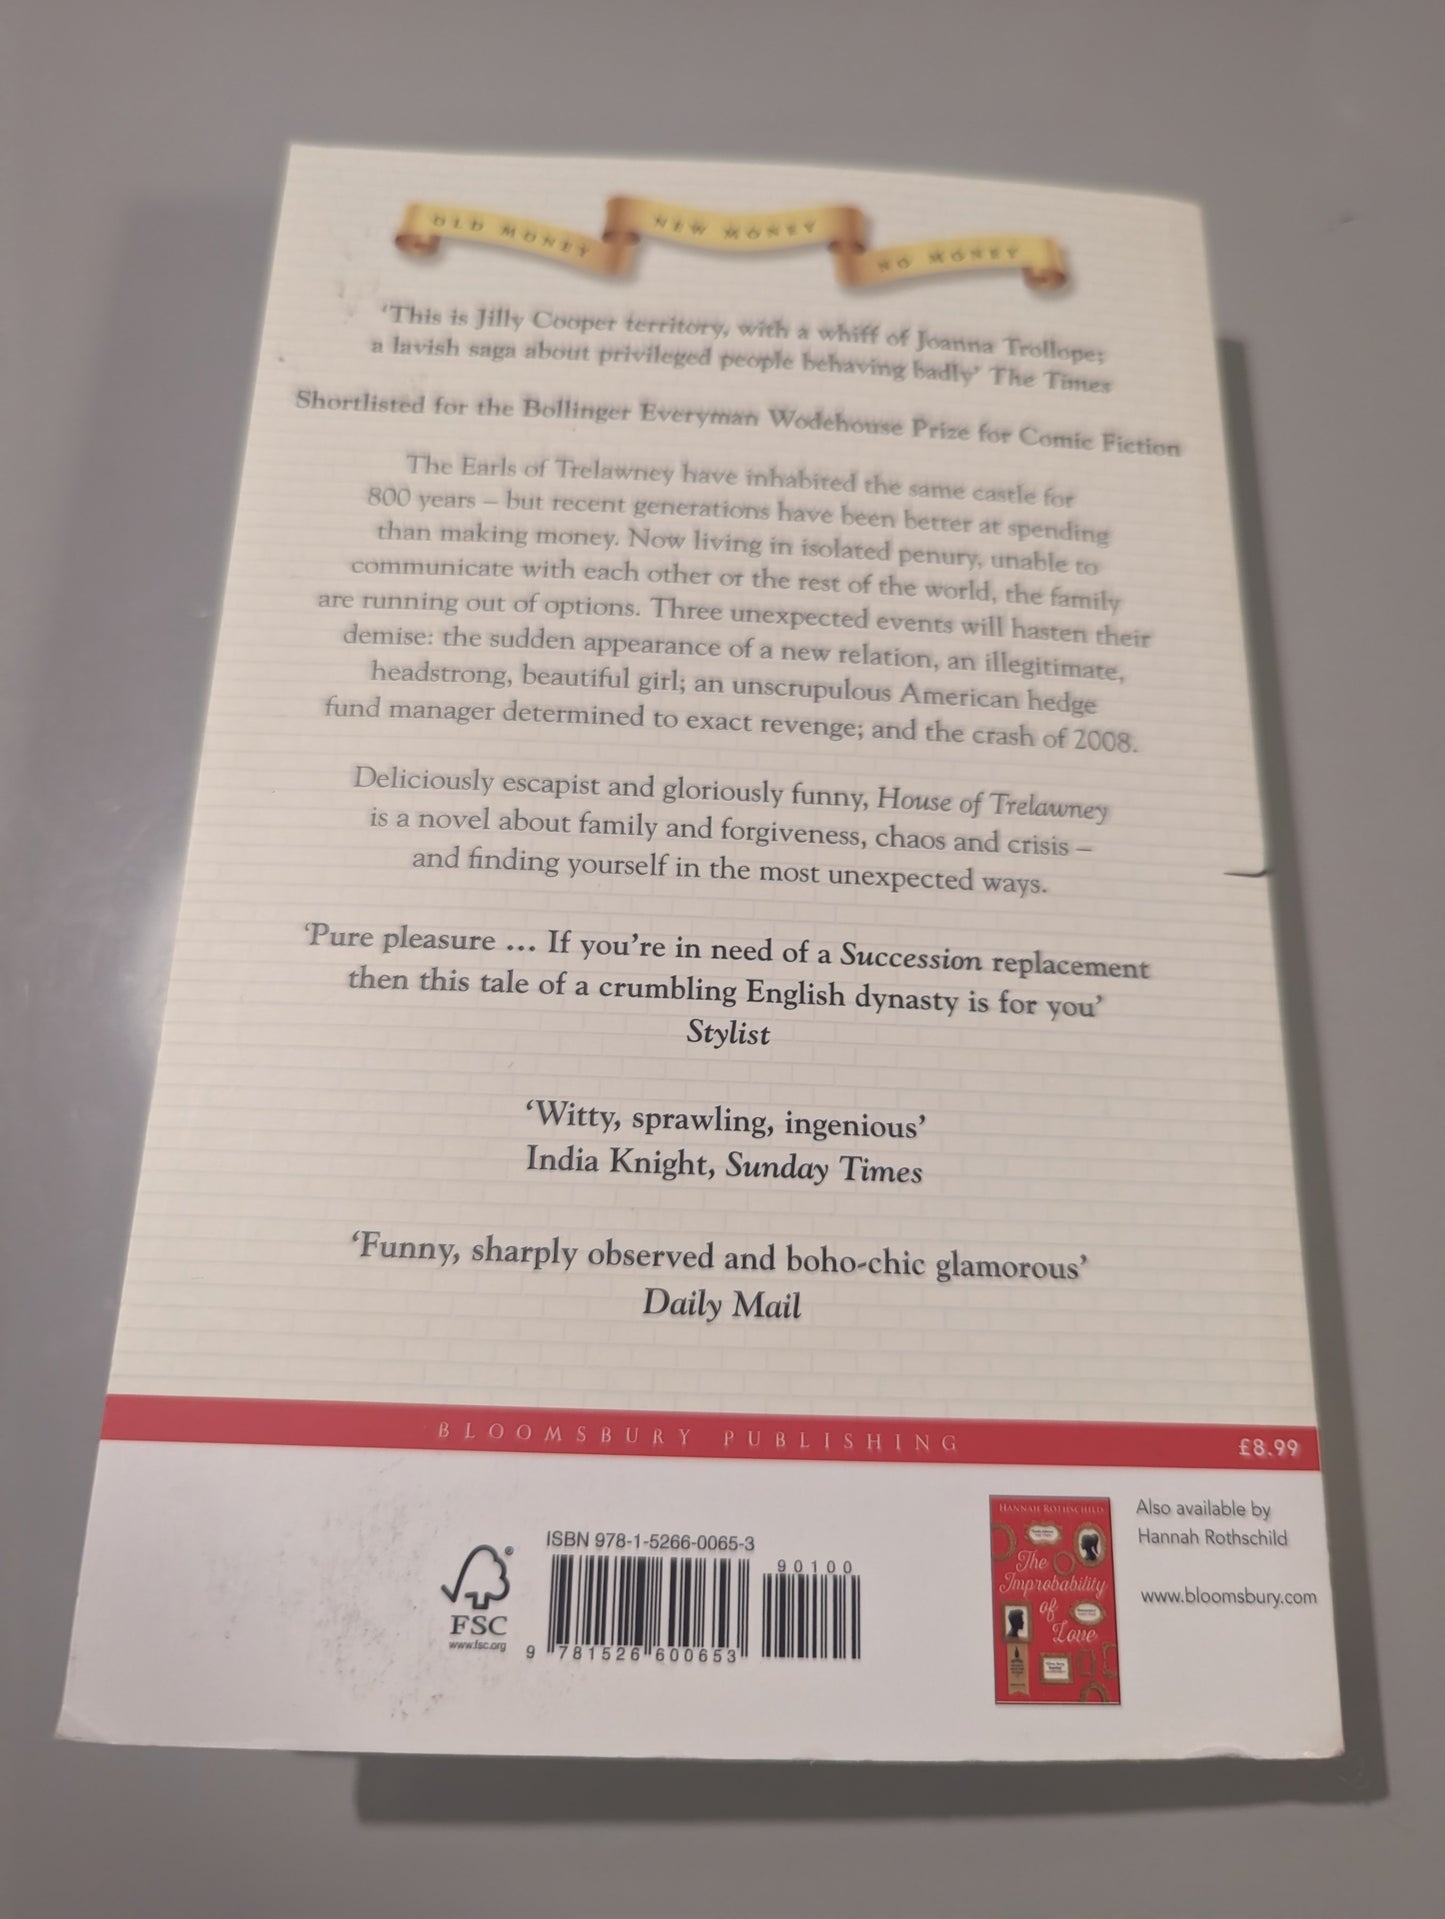 OLD MONEY NEW MONEY NO MONEY
‘This is Jilly Cooper territory, with a whiff of Joanna Trollope;
a lavish saga about privileged people behaving badly’ The Times
Shortlisted for the Bollinger Everyman Wodehouse Prize for Comic Fiction
The Earls of Trelawney have inhabited the same castle for
800 years – but recent generations have been better at spending
than making money. Now living in isolated penury, unable to
communicate with each other or the rest of the world, the family
are running out of options. Three unexpected events will hasten their
demise: the sudden appearance of a new relation, an illegitimate,
headstrong, beautiful girl; an unscrupulous American hedge
fund manager determined to exact revenge; and the crash of 2008.
Deliciously escapist and gloriously funny, House of Trelawney
is a novel about family and forgiveness, chaos and crisis –
and finding yourself in the most unexpected ways.
‘Pure pleasure … If you’re in need of a Succession replacement
then this tale of a crumbling English dynasty is for you’
Stylist
‘Witty, sprawling, ingenious’
India Knight, Sunday Times
‘Funny, sharply observed and boho-chic glamorous’
Daily Mail
BLOOMSBURY PUBLISHING
£8.99
FSC
www.fsc.org
ISBN 978-1-5266-0065-3
90100
9 781526 600653
HANNAH ROTHSCHILD
The
Improbability
of
Love
Also available by
Hannah Rothschild
www.bloomsbury.com